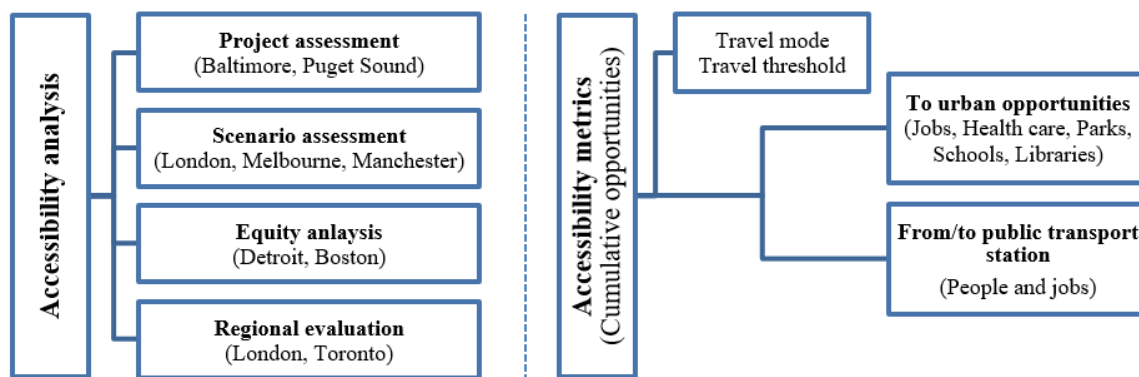 Accessibility analysis
Project assessment
(Baltimore, Puget Sound)
Scenario assessment
(London, Melbourne, Manchester)
Equity anlaysis
(Detroit, Boston)
Regional evaluation
(London, Toronto)
Accessibility metrics
(Cumulative opportunities)
Travel mode
Travel threshold
To urban opportunities
(Jobs, Health care, Parks,
Schools, Libraries)
From/to public transport
station
(People and jobs)